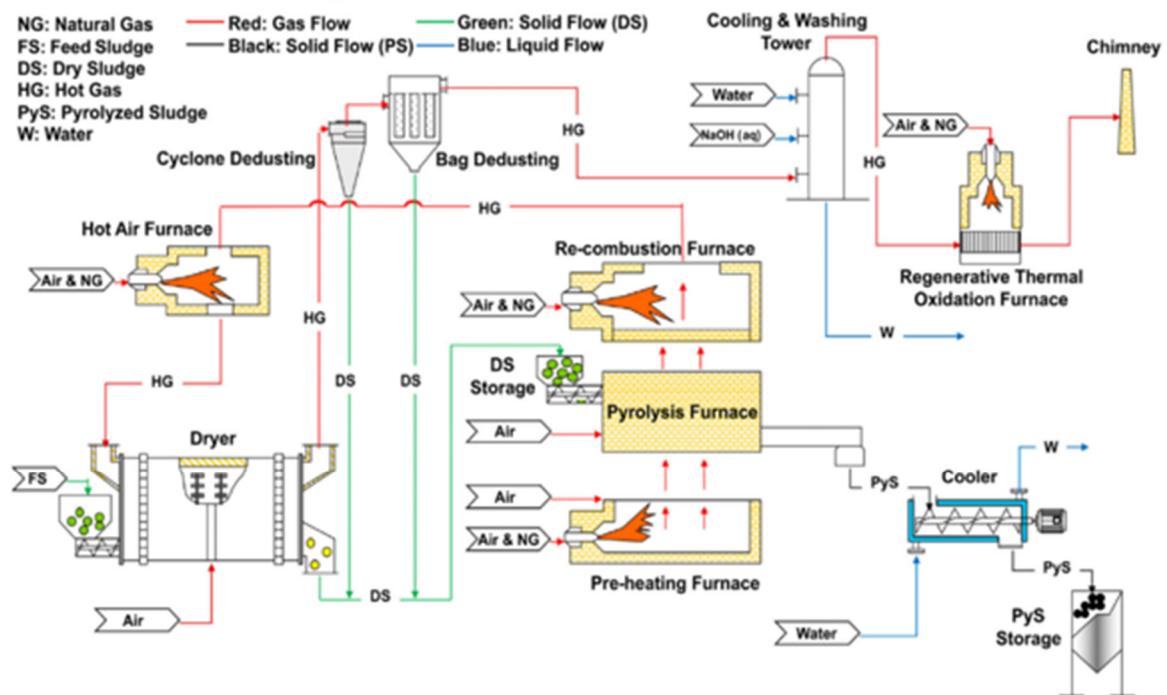 NG: Natural Gas
FS: Feed Sludge
DS: Dry Sludge
HG: Hot Gas
PyS: Pyrolyzed Sludge
W: Water
Red: Gas Flow
Black: Solid Flow (PS)
Green: Solid Flow (DS)
Blue: Liquid Flow
Cooling & Washing
Tower
Chimney
Water
NaOH (aq)
Air & NG
HG
HG
Cyclone Dedusting
Bag Dedusting
HG
Hot Air Furnace
Air & NG
Re-combustion Furnace
Air & NG
Regenerative Thermal
Oxidation Furnace
W
HG
HG
DS
DS
DS
Storage
Pyrolysis Furnace
Air
Dryer
FS
Air
Air & NG
Pre-heating Furnace
DS
Air
PyS
Cooler
W
PyS
Water
PyS
Storage